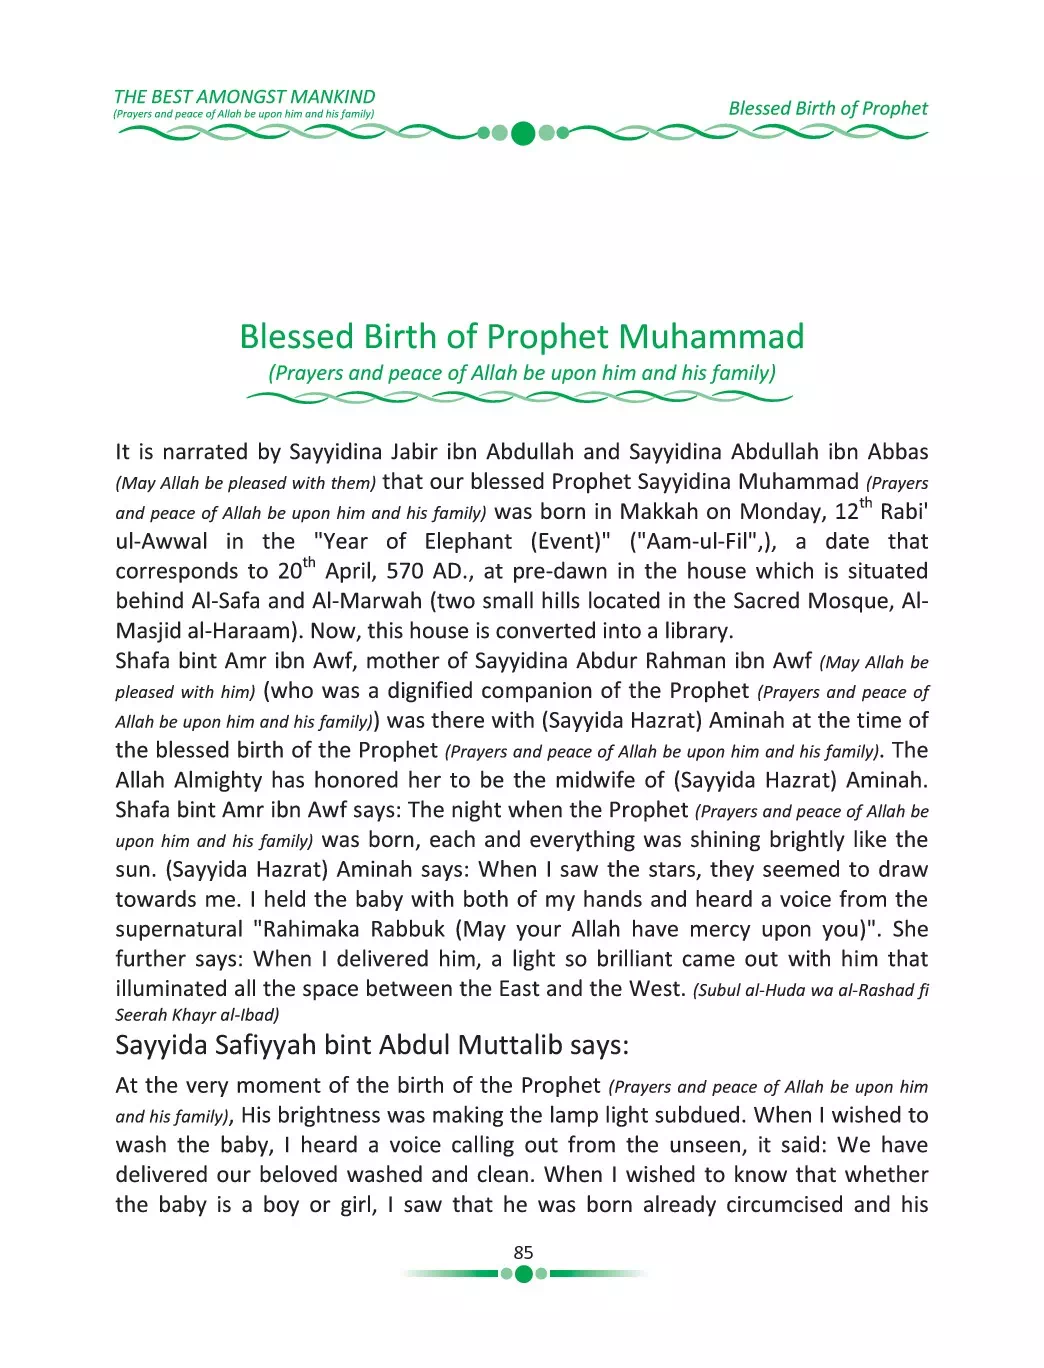 THE BEST AMONGST MANKIND
(Prayers and peace of Allah be upon him and his family)
Blessed Birth of Prophet
Blessed Birth of Prophet Muhammad
(Prayers and peace of Allah be upon him and his family)
It is narrated by Sayyidina Jabir ibn Abdullah and Sayyidina Abdullah ibn Abbas
(May Allah be pleased with them) that our blessed Prophet Sayyidina Muhammad (Prayers
and peace of Allah be upon him and his family) was born in Makkah on Monday, 12th Rabi'
ul-Awwal in the "Year of Elephant (Event)" ("Aam-ul-Fil",), a date that
corresponds to 20th April, 570 AD., at pre-dawn in the house which is situated
behind Al-Safa and Al-Marwah (two small hills located in the Sacred Mosque, Al-
Masjid al-Haraam). Now, this house is converted into a library.
Shafa bint Amr ibn Awf, mother of Sayyidina Abdur Rahman ibn Awf (May Allah be
pleased with him) (who was a dignified companion of the Prophet (Prayers and peace of
Allah be upon him and his family)) was there with (Sayyida Hazrat) Aminah at the time of
the blessed birth of the Prophet (Prayers and peace of Allah be upon him and his family). The
Allah Almighty has honored her to be the midwife of (Sayyida Hazrat) Aminah.
Shafa bint Amr ibn Awf says: The night when the Prophet (Prayers and peace of Allah be
upon him and his family) was born, each and everything was shining brightly like the
sun. (Sayyida Hazrat) Aminah says: When I saw the stars, they seemed to draw
towards me. I held the baby with both of my hands and heard a voice from the
supernatural "Rahimaka Rabbuk (May your Allah have mercy upon you)". She
further says: When I delivered him, a light so brilliant came out with him that
illuminated all the space between the East and the West. (Subul al-Huda wa al-Rashad fi
Seerah Khayr al-Ibad)
Sayyida Safiyyah bint Abdul Muttalib says:
At the very moment of the birth of the Prophet (Prayers and peace of Allah be upon him
and his family), His brightness was making the lamp light subdued. When I wished to
wash the baby, I heard a voice calling out from the unseen, it said: We have
delivered our beloved washed and clean. When I wished to know that whether
the baby is a boy or girl, I saw that he was born already circumcised and his
85